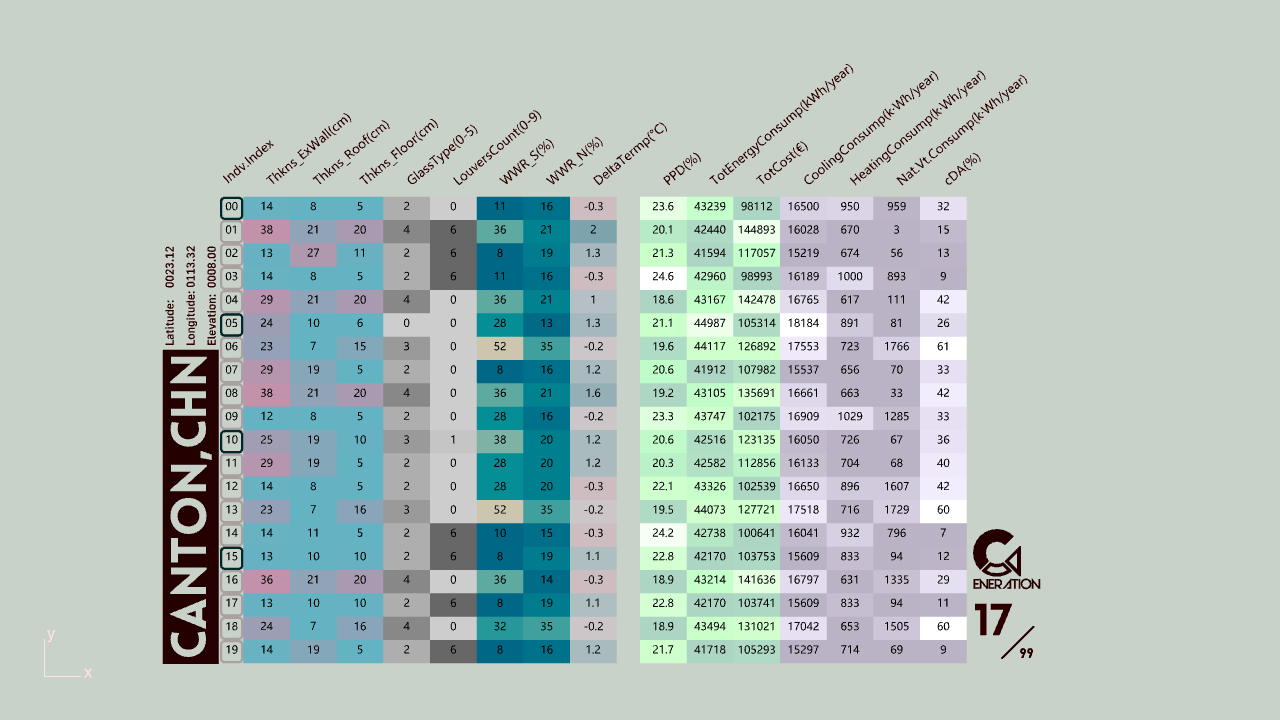 Indv.Index Thkns_ExWall(cm) Thkns_Roof(cm) Thkns_Floor(cm) GlassType(0-5) LouversCount(0-9) WWR_S(%) WWR_N(%) DeltaTermp(°C) PPD(%) TotEnergyConsump(kWh/year) TotCost(€) CoolingConsump(k·Wh/year) HeatingConsump(k·Wh/year) Nat.Vt.Consump(k·Wh/year) cDA(%)
00 14 8 5 2 0 11 16 -0.3 23.6 43239 98112 16500 950 959 32
01 38 21 20 4 6 36 21 2 20.1 42440 144893 16028 670 3 15
02 13 27 11 2 6 8 19 1.3 21.3 41594 117057 15219 674 56 13
03 14 8 5 2 6 11 16 -0.3 24.6 42960 98993 16189 1000 893 9
04 29 21 20 4 0 36 21 1 18.6 43167 142478 16765 617 111 42
05 24 10 6 0 0 28 13 1.3 21.1 44987 105314 18184 891 81 26
06 23 7 15 3 0 52 35 -0.2 19.6 44117 126892 17553 723 1766 61
07 29 19 5 2 0 8 16 1.2 20.6 41912 107982 15537 656 70 33
08 38 21 20 4 0 36 21 1.6 19.2 43105 135691 16661 663 33 42
09 12 8 5 2 0 28 16 -0.2 23.3 43747 102175 16909 1029 1285 33
10 25 19 10 3 1 38 20 1.2 20.6 42516 123135 16050 726 67 36
11 29 19 5 2 0 28 20 1.2 20.3 42582 112856 16133 704 68 40
12 14 8 5 2 0 28 20 -0.3 22.1 43326 102539 16650 896 1607 42
13 23 7 16 3 0 52 35 -0.2 19.5 44073 127721 17518 716 1729 60
14 14 11 5 2 6 10 15 -0.3 24.2 42738 100641 16041 932 796 7
15 13 10 10 2 6 8 19 1.1 22.8 42170 103753 15609 833 94 12
16 36 21 20 4 0 36 14 -0.3 18.9 43214 141636 16797 631 1335 29
17 13 10 10 2 6 8 19 1.1 22.8 42170 103741 15609 833 94 11
18 24 7 16 4 0 32 35 -0.2 18.9 43494 131021 17042 653 1505 60
19 14 19 5 2 6 8 16 1.2 21.7 41718 105293 15297 714 69 9
Latitude: 0023.12
Longitude: 0113.32
Elevation: 0008.00
CANTON,CHN
G
ENERATION
17/99
y
x